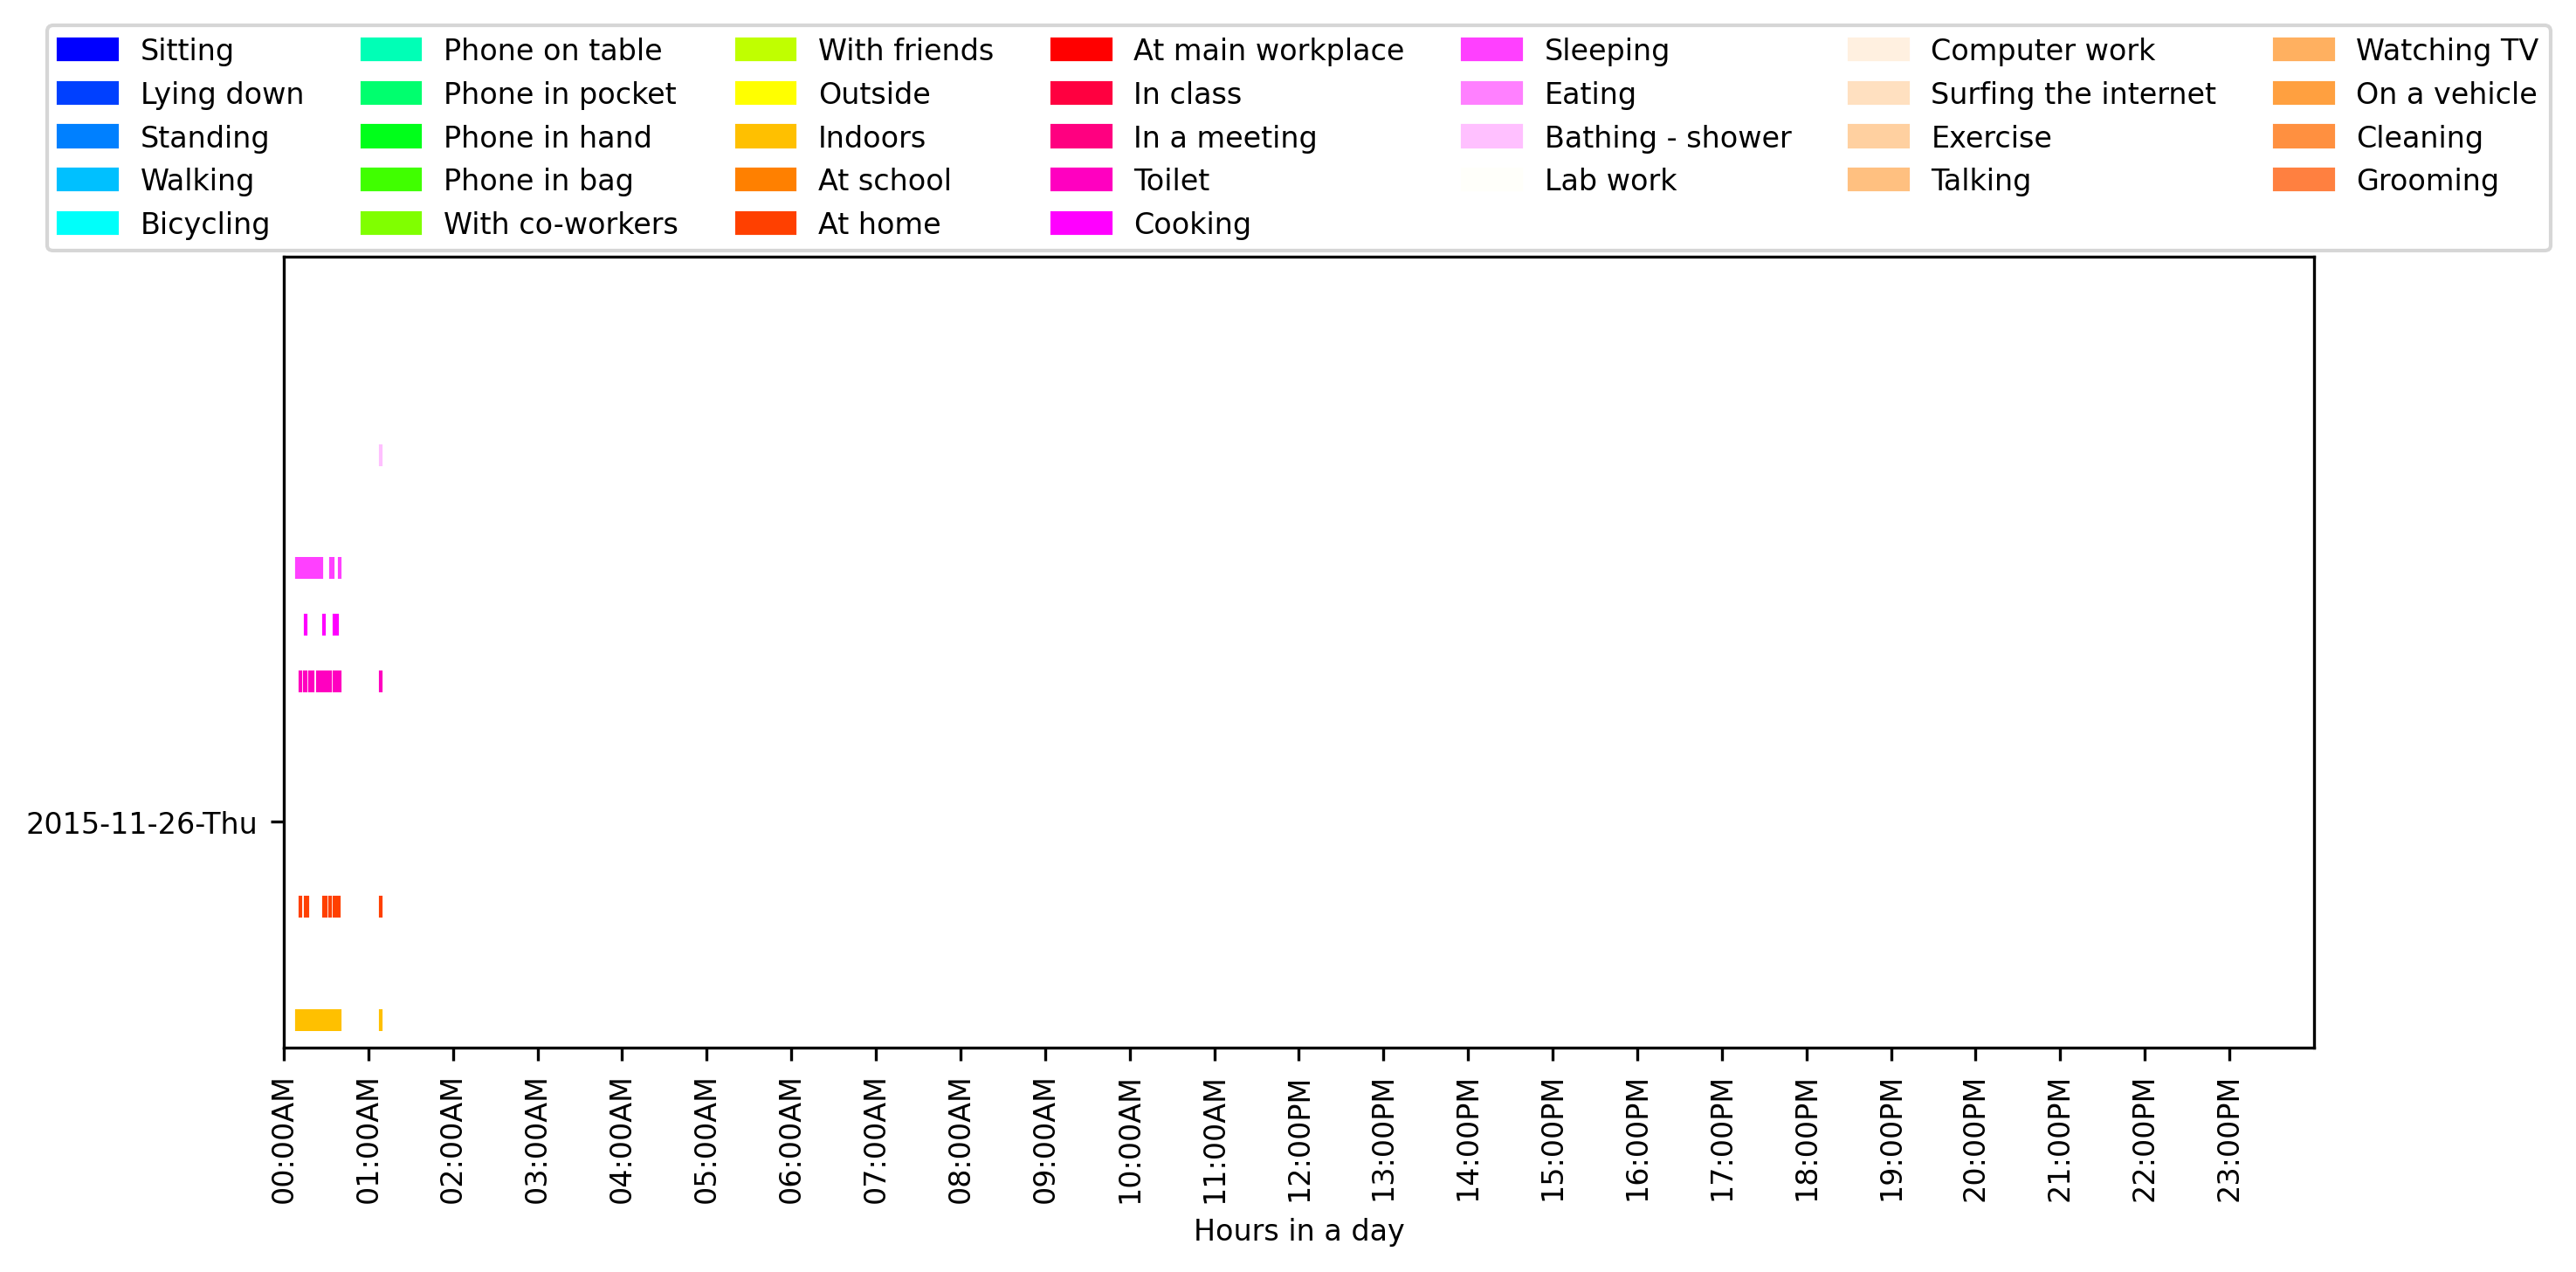 Sitting
Lying down
Standing
Walking
Bicycling
Phone on table
Phone in pocket
Phone in hand
Phone in bag
With co-workers
With friends
Outside
Indoors
At school
At home
At main workplace
In class
In a meeting
Toilet
Cooking
Sleeping
Eating
Bathing - shower
Lab work
Computer work
Surfing the internet
Exercise
Talking
Watching TV
On a vehicle
Cleaning
Grooming
2015-11-26-Thu
00:00AM
01:00AM
02:00AM
03:00AM
04:00AM
05:00AM
06:00AM
07:00AM
08:00AM
09:00AM
10:00AM
11:00AM
12:00PM
13:00PM
14:00PM
15:00PM
16:00PM
17:00PM
18:00PM
19:00PM
20:00PM
21:00PM
22:00PM
23:00PM
Hours in a day